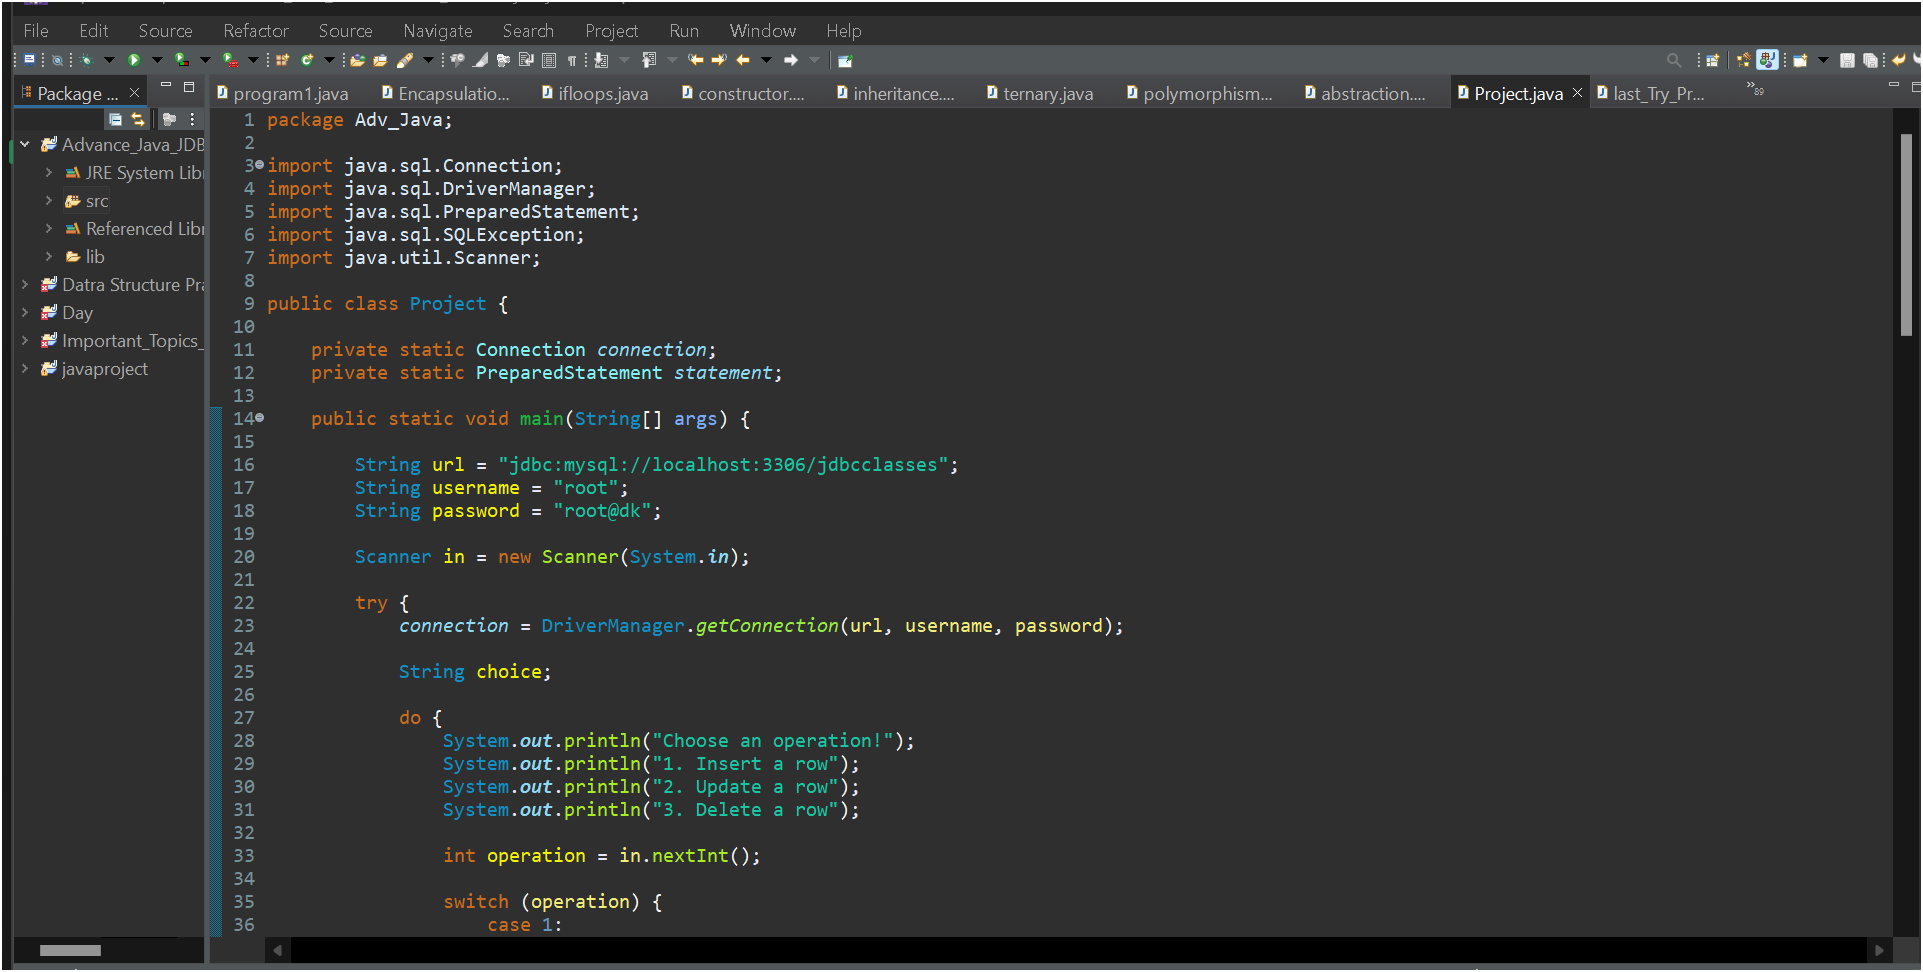 File Edit Source Refactor Source Navigate Search Project Run Window Help
Package ...
program1.java Encapsulatio... ifloops.java constructor.... inheritance.... ternary.java polymorphism... abstraction.... Project.java last_Try_Pr... »89
Advance_Java_JDB
JRE System Libr
src
Referenced Libr
lib
Datra Structure Pra
Day
Important_Topics_
javaproject
1 package Adv_Java;
2
3 import java.sql.Connection;
4 import java.sql.DriverManager;
5 import java.sql.PreparedStatement;
6 import java.sql.SQLException;
7 import java.util.Scanner;
8
9 public class Project {
10
11 private static Connection connection;
12 private static PreparedStatement statement;
13
14 public static void main(String[] args) {
15
16 String url = "jdbc:mysql://localhost:3306/jdbcclasses";
17 String username = "root";
18 String password = "root@dk";
19
20 Scanner in = new Scanner(System.in);
21
22 try {
23 connection = DriverManager.getConnection(url, username, password);
24
25 String choice;
26
27 do {
28 System.out.println("Choose an operation!");
29 System.out.println("1. Insert a row");
30 System.out.println("2. Update a row");
31 System.out.println("3. Delete a row");
32
33 int operation = in.nextInt();
34
35 switch (operation) {
36 case 1: